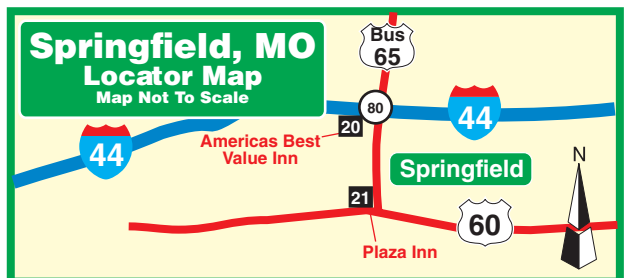 Springfield, MO
Locator Map
Map Not To Scale
Bus
65
80
44
20
Americas Best
Value Inn
44
Springfield
N
21
60
Plaza Inn